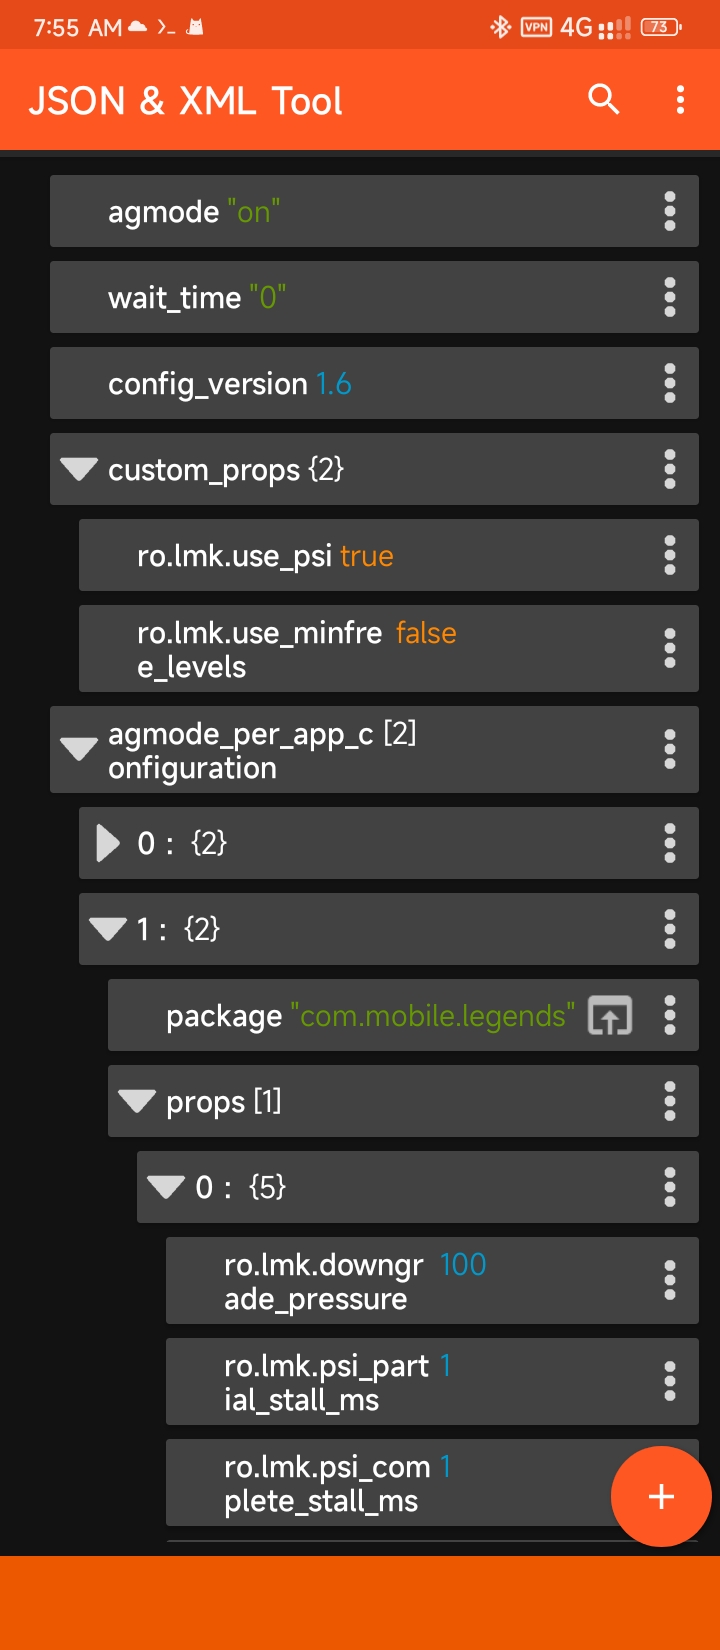 7:55 AM
VPN 4G 73
JSON & XML Tool
agmode "on"
wait_time "0"
config_version 1.6
custom_props {2}
ro.lmk.use_psi true
ro.lmk.use_minfre false
e_levels
agmode_per_app_c [2]
onfiguration
0 : {2}
1 : {2}
package "com.mobile.legends"
props [1]
0 : {5}
ro.lmk.downgr 100
ade_pressure
ro.lmk.psi_part 1
ial_stall_ms
ro.lmk.psi_com 1
plete_stall_ms